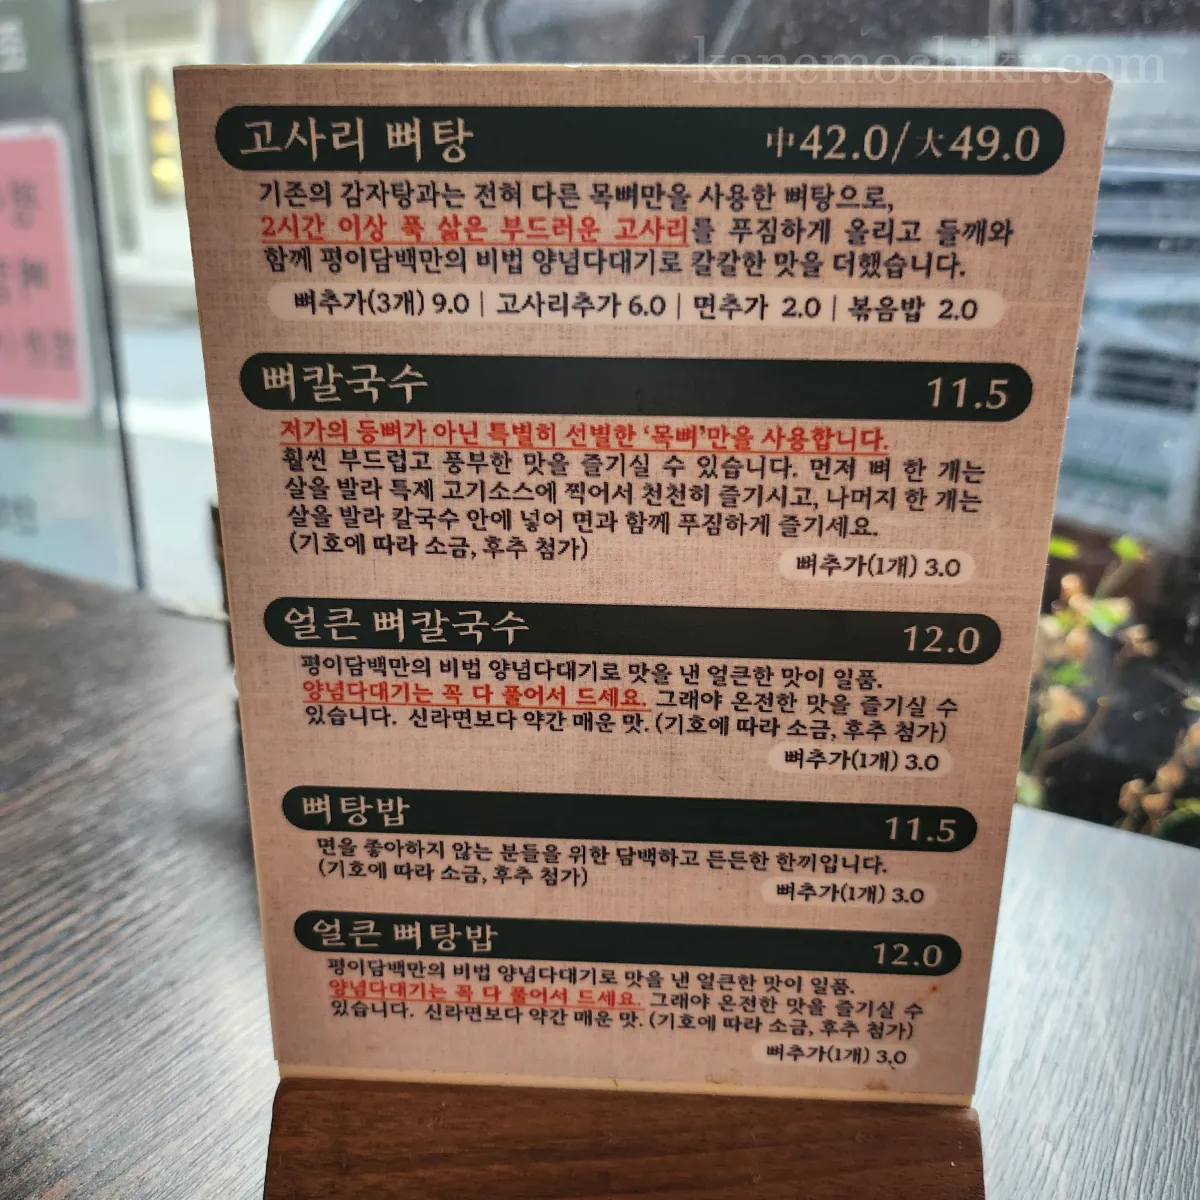 kanemochiki.com
고사리 뼈탕 中42.0/大49.0
기존의 감자탕과는 전혀 다른 목뼈만을 사용한 뼈탕으로,
2시간 이상 푹 삶은 부드러운 고사리를 푸짐하게 올리고 들깨와
함께 평이담백만의 비법 양념다대기로 칼칼한 맛을 더했습니다.
뼈추가(3개) 9.0 | 고사리추가 6.0 | 면추가 2.0 | 볶음밥 2.0
뼈칼국수 11.5
저가의 등뼈가 아닌 특별히 선별한 '목뼈'만을 사용합니다.
훨씬 부드럽고 풍부한 맛을 즐기실 수 있습니다. 먼저 뼈 한 개는
살을 발라 특제 고기소스에 찍어서 천천히 즐기시고, 나머지 한 개는
살을 발라 칼국수 안에 넣어 면과 함께 푸짐하게 즐기세요.
(기호에 따라 소금, 후추 첨가)
뼈추가(1개) 3.0
얼큰 뼈칼국수 12.0
평이담백만의 비법 양념다대기로 맛을 낸 얼큰한 맛이 일품.
양념다대기는 꼭 다 풀어서 드세요. 그래야 온전한 맛을 즐기실 수
있습니다. 신라면보다 약간 매운 맛. (기호에 따라 소금, 후추 첨가)
뼈추가(1개) 3.0
뼈탕밥 11.5
면을 좋아하지 않는 분들을 위한 담백하고 든든한 한끼입니다.
(기호에 따라 소금, 후추 첨가)
뼈추가(1개) 3.0
얼큰 뼈탕밥 12.0
평이담백만의 비법 양념다대기로 맛을 낸 얼큰한 맛이 일품.
양념다대기는 꼭 다 풀어서 드세요. 그래야 온전한 맛을 즐기실 수
있습니다. 신라면보다 약간 매운 맛. (기호에 따라 소금, 후추 첨가)
뼈추가(1개) 3.0